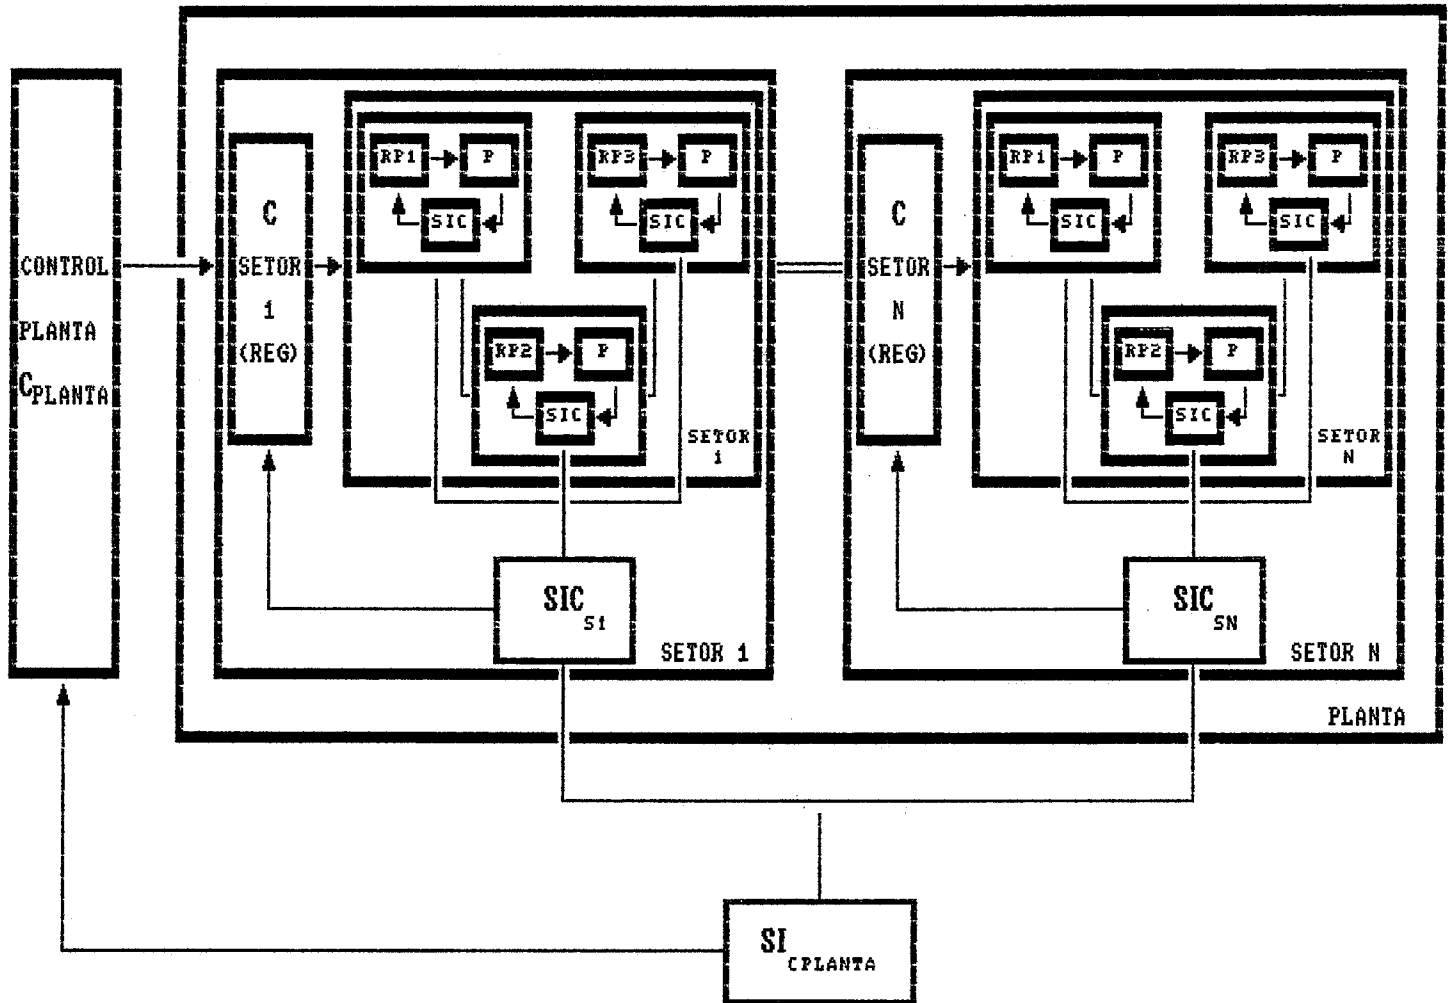 CONTROL
PLANTA
CPLANTA
C
SETOR
1
(REG)
RP1
P
SIC
RP3
P
SIC
RP2
P
SIC
SETOR
1
SIC
S1
SETOR 1
C
SETOR
N
(REG)
RP1
P
SIC
RP3
P
SIC
RP2
P
SIC
SETOR
N
SIC
SN
SETOR N
PLANTA
SI
CPLANTA